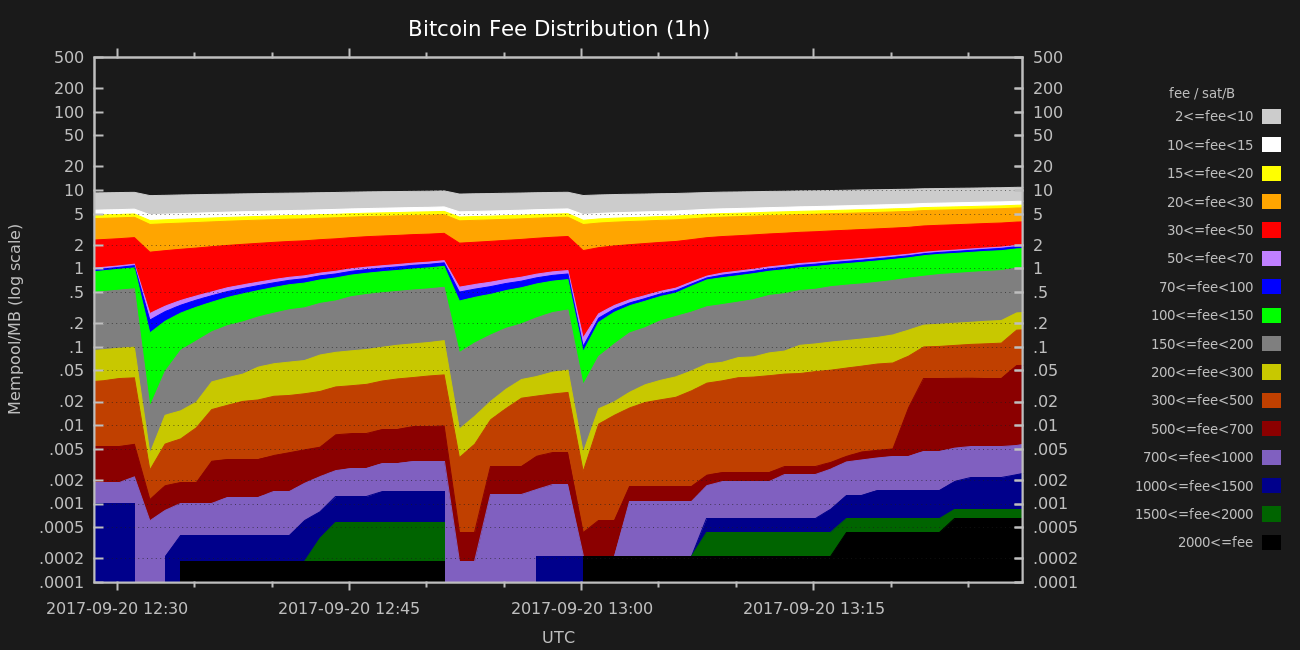 Bitcoin Fee Distribution (1h)
Mempool/MB (log scale)
500
200
100
50
20
10
5
2
1
.5
.2
.1
.05
.02
.01
.005
.002
.001
.0005
.0002
.0001
500
200
100
50
20
10
5
2
1
.5
.2
.1
.05
.02
.01
.005
.002
.001
.0005
.0002
.0001
fee / sat/B
2<=fee<10
10<=fee<15
15<=fee<20
20<=fee<30
30<=fee<50
50<=fee<70
70<=fee<100
100<=fee<150
150<=fee<200
200<=fee<300
300<=fee<500
500<=fee<700
700<=fee<1000
1000<=fee<1500
1500<=fee<2000
2000<=fee
2017-09-20 12:30 2017-09-20 12:45 2017-09-20 13:00 2017-09-20 13:15
UTC